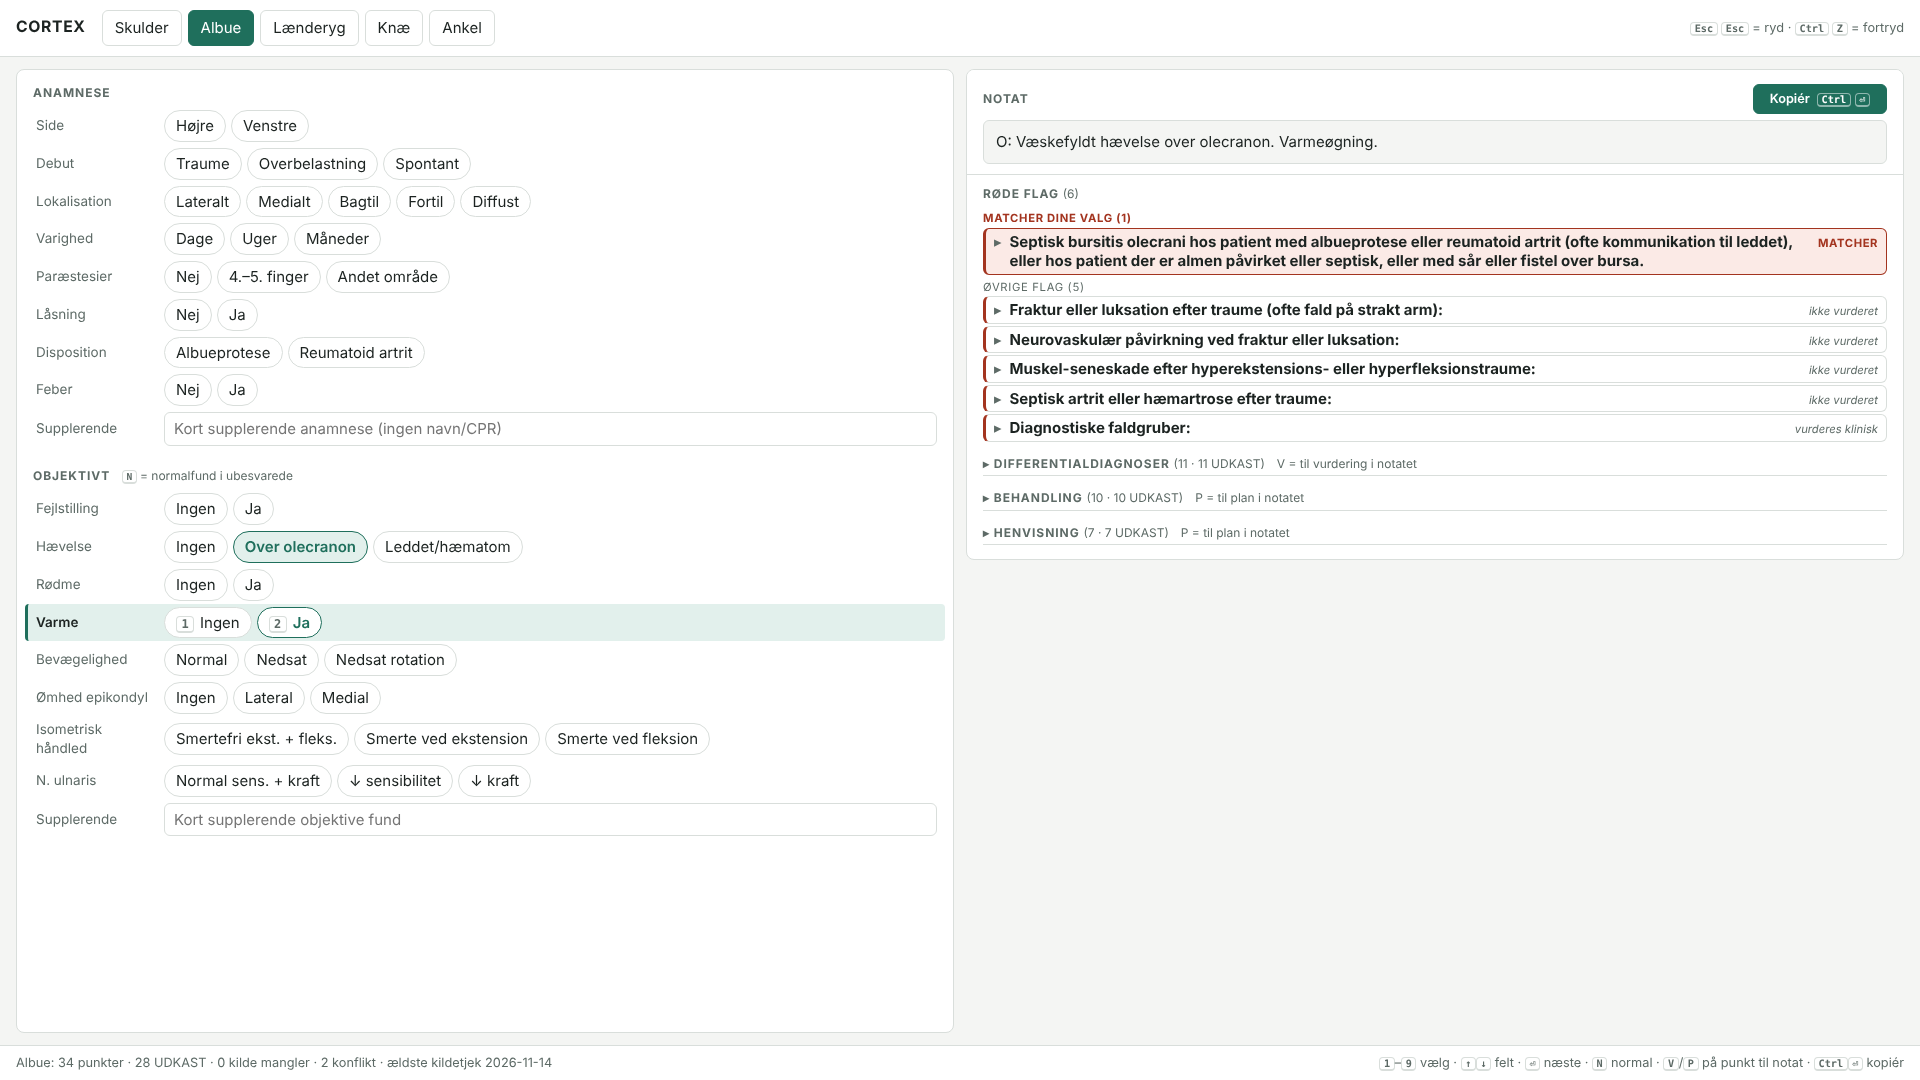 CORTEX Skulder Albue Lænderyg Knæ Ankel Esc Esc = ryd · Ctrl Z = fortryd
ANAMNESE
Side Højre Venstre
Debut Traume Overbelastning Spontant
Lokalisation Lateralt Medialt Bagtil Fortil Diffust
Varighed Dage Uger Måneder
Paræstesier Nej 4.–5. finger Andet område
Låsning Nej Ja
Disposition Albueprotese Reumatoid artrit
Feber Nej Ja
Supplerende Kort supplerende anamnese (ingen navn/CPR)
OBJEKTIVT N = normalfund i ubesvarede
Fejlstilling Ingen Ja
Hævelse Ingen Over olecranon Leddet/hæmatom
Rødme Ingen Ja
Varme 1 Ingen 2 Ja
Bevægelighed Normal Nedsat Nedsat rotation
Ømhed epikondyl Ingen Lateral Medial
Isometrisk
håndled Smertefri ekst. + fleks. Smerte ved ekstension Smerte ved fleksion
N. ulnaris Normal sens. + kraft ↓ sensibilitet ↓ kraft
Supplerende Kort supplerende objektive fund
NOTAT Kopiér Ctrl ⏎
O: Væskefyldt hævelse over olecranon. Varmeøgning.
RØDE FLAG (6)
MATCHER DINE VALG (1)
▸ Septisk bursitis olecrani hos patient med albueprotese eller reumatoid artrit (ofte kommunikation til leddet), MATCHER
eller hos patient der er almen påvirket eller septisk, eller med sår eller fistel over bursa.
ØVRIGE FLAG (5)
▸ Fraktur eller luksation efter traume (ofte fald på strakt arm): ikke vurderet
▸ Neurovaskulær påvirkning ved fraktur eller luksation: ikke vurderet
▸ Muskel-seneskade efter hyperekstensions- eller hyperfleksionstraume: ikke vurderet
▸ Septisk artrit eller hæmartrose efter traume: ikke vurderet
▸ Diagnostiske faldgruber: vurderes klinisk
▸ DIFFERENTIALDIAGNOSER (11 · 11 UDKAST) V = til vurdering i notatet
▸ BEHANDLING (10 · 10 UDKAST) P = til plan i notatet
▸ HENVISNING (7 · 7 UDKAST) P = til plan i notatet
Albue: 34 punkter · 28 UDKAST · 0 kilde mangler · 2 konflikt · ældste kildetjek 2026-11-14
1–9 vælg · ↑ ↓ felt · ⏎ næste · N normal · V/P på punkt til notat · Ctrl ⏎ kopiér